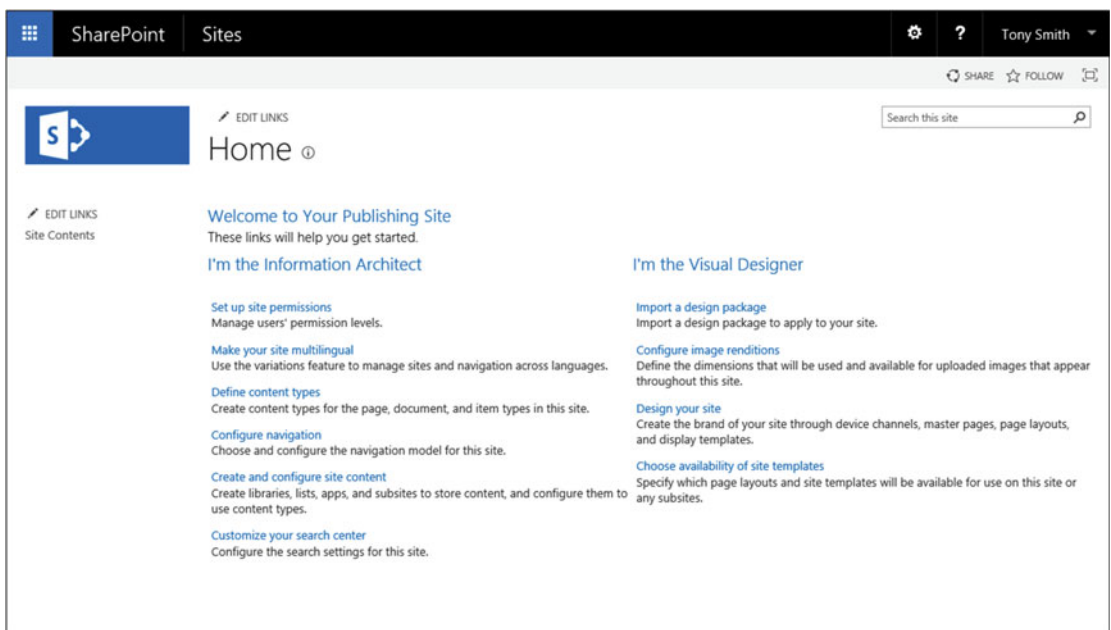 SharePoint Sites ? Tony Smith
SHARE FOLLOW
S
EDIT LINKS
Search this site
Home
EDIT LINKS
Site Contents
Welcome to Your Publishing Site
These links will help you get started.
I'm the Information Architect
Set up site permissions
Manage users' permission levels.
Make your site multilingual
Use the variations feature to manage sites and navigation across languages.
Define content types
Create content types for the page, document, and item types in this site.
Configure navigation
Choose and configure the navigation model for this site.
Create and configure site content
Create libraries, lists, apps, and subsites to store content, and configure them to
use content types.
Customize your search center
Configure the search settings for this site.
I'm the Visual Designer
Import a design package
Import a design package to apply to your site.
Configure image renditions
Define the dimensions that will be used and available for uploaded images that appear
throughout this site.
Design your site
Create the brand of your site through device channels, master pages, page layouts,
and display templates.
Choose availability of site templates
Specify which page layouts and site templates will be available for use on this site or
any subsites.